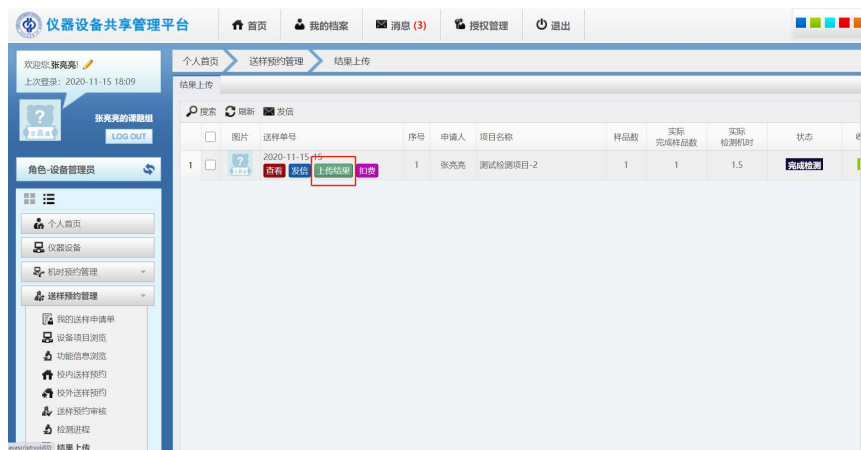 仪器设备共享管理平台
首页 我的档案 消息 (3) 授权管理 退出
欢迎您,张亮亮!
上次登录: 2020-11-15 18:09
张亮亮的课题组
LOG OUT
角色-设备管理员
个人首页
仪器设备
机时预约管理
送样预约管理
我的送样申请单
设备项目浏览
功能信息浏览
校内送样预约
校外送样预约
送样预约审核
检测进程
结果上传
个人首页 送样预约管理 结果上传
结果上传
搜索 刷新 发信
图片 送样单号 序号 申请人 项目名称 样品数 实际完成样品数 实际检测机时 状态
1 2020-11-15-15 1 张亮亮 测试检测项目-2 1 1 1.5 完成检测
查看 发信 上传结果 扣费